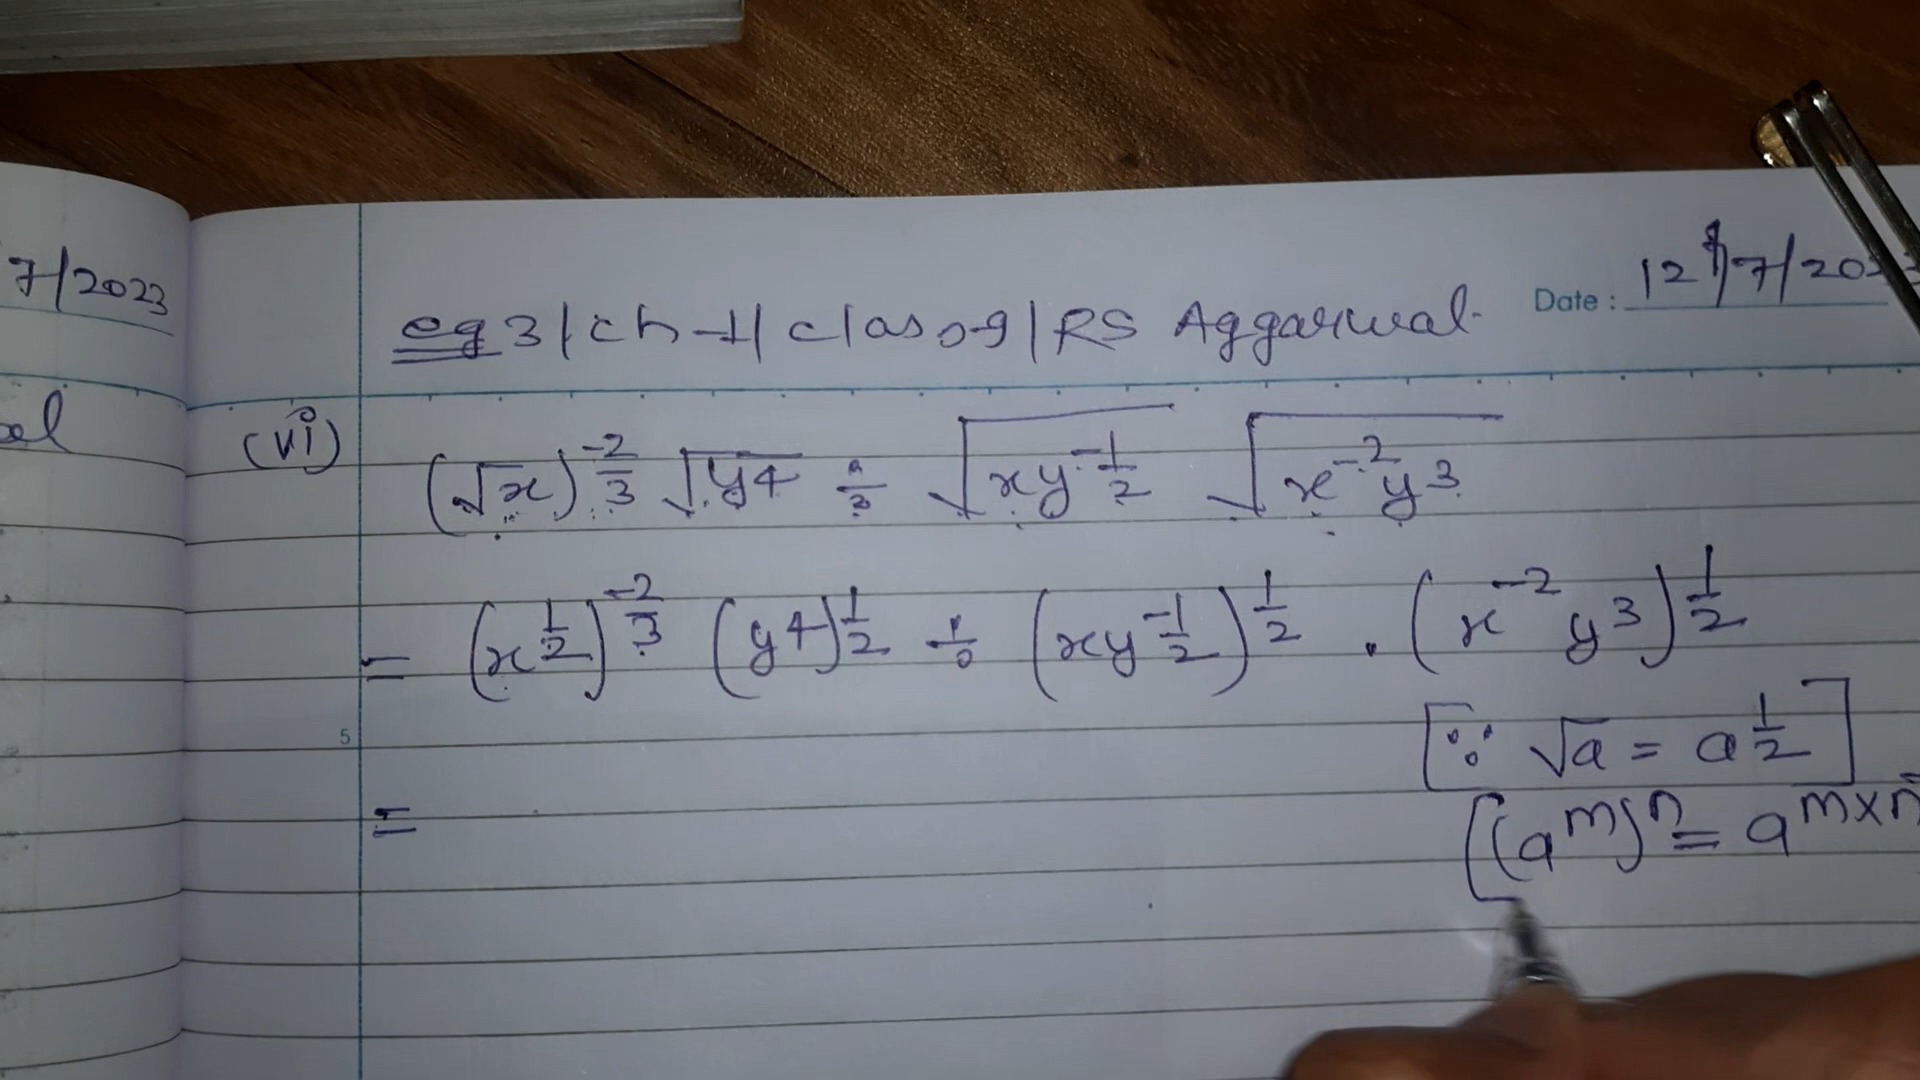 7/2023
Date : 12/7/20
eg 3 | ch-1 | class-9 | RS Aggarwal.
(vi) (√x)^(-2/3) √y4 ÷ √(xy^(-1/2)) √(x^(-2)y^3)
= (x^(1/2))^(-2/3) (y4)^(1/2) ÷ (xy^(-1/2))^(1/2) . (x^(-2)y^3)^(1/2)
[∵ √a = a^(1/2)]
5
=
[(a^m)^n = a^(m×n)